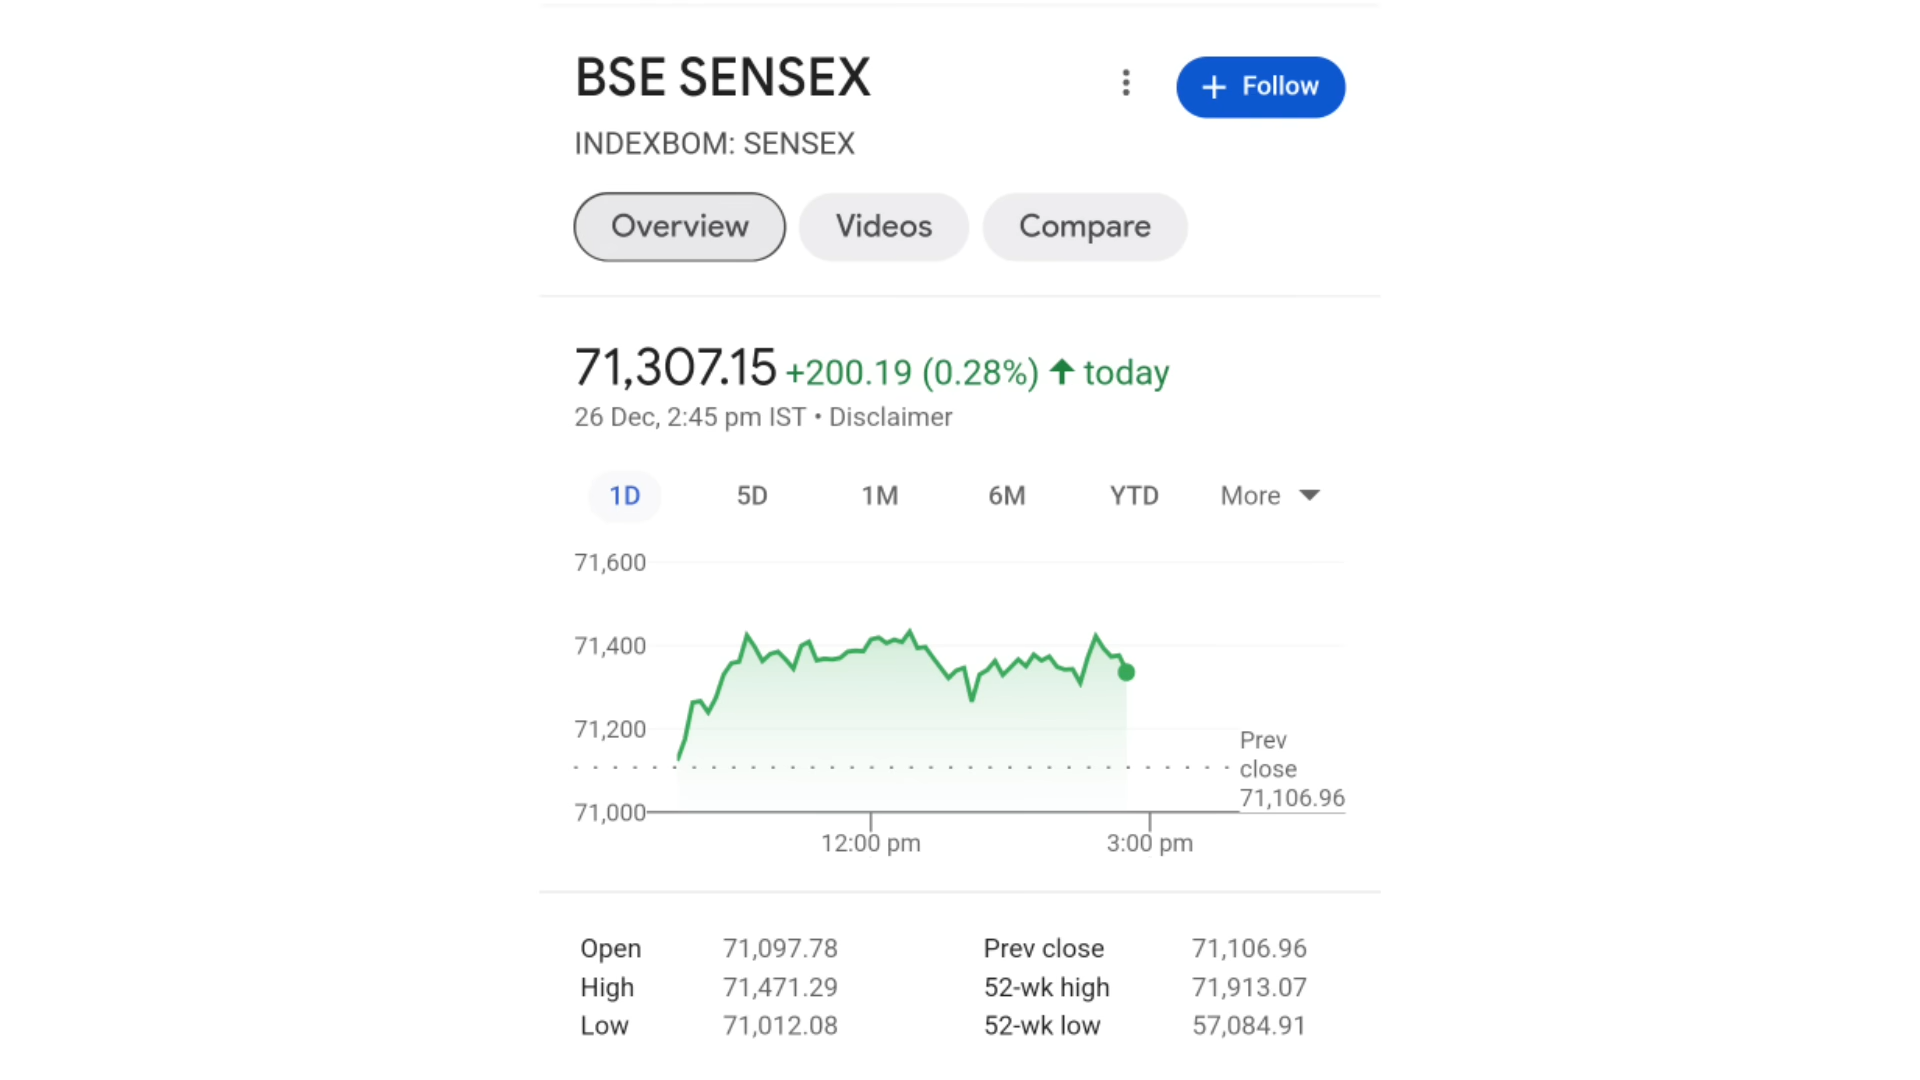 BSE SENSEX
+ Follow
INDEXBOM: SENSEX
Overview Videos Compare
71,307.15 +200.19 (0.28%) ↑ today
26 Dec, 2:45 pm IST • Disclaimer
1D 5D 1M 6M YTD More
71,600
71,400
71,200
71,000
Prev
close
71,106.96
12:00 pm 3:00 pm
Open 71,097.78 Prev close 71,106.96
High 71,471.29 52-wk high 71,913.07
Low 71,012.08 52-wk low 57,084.91